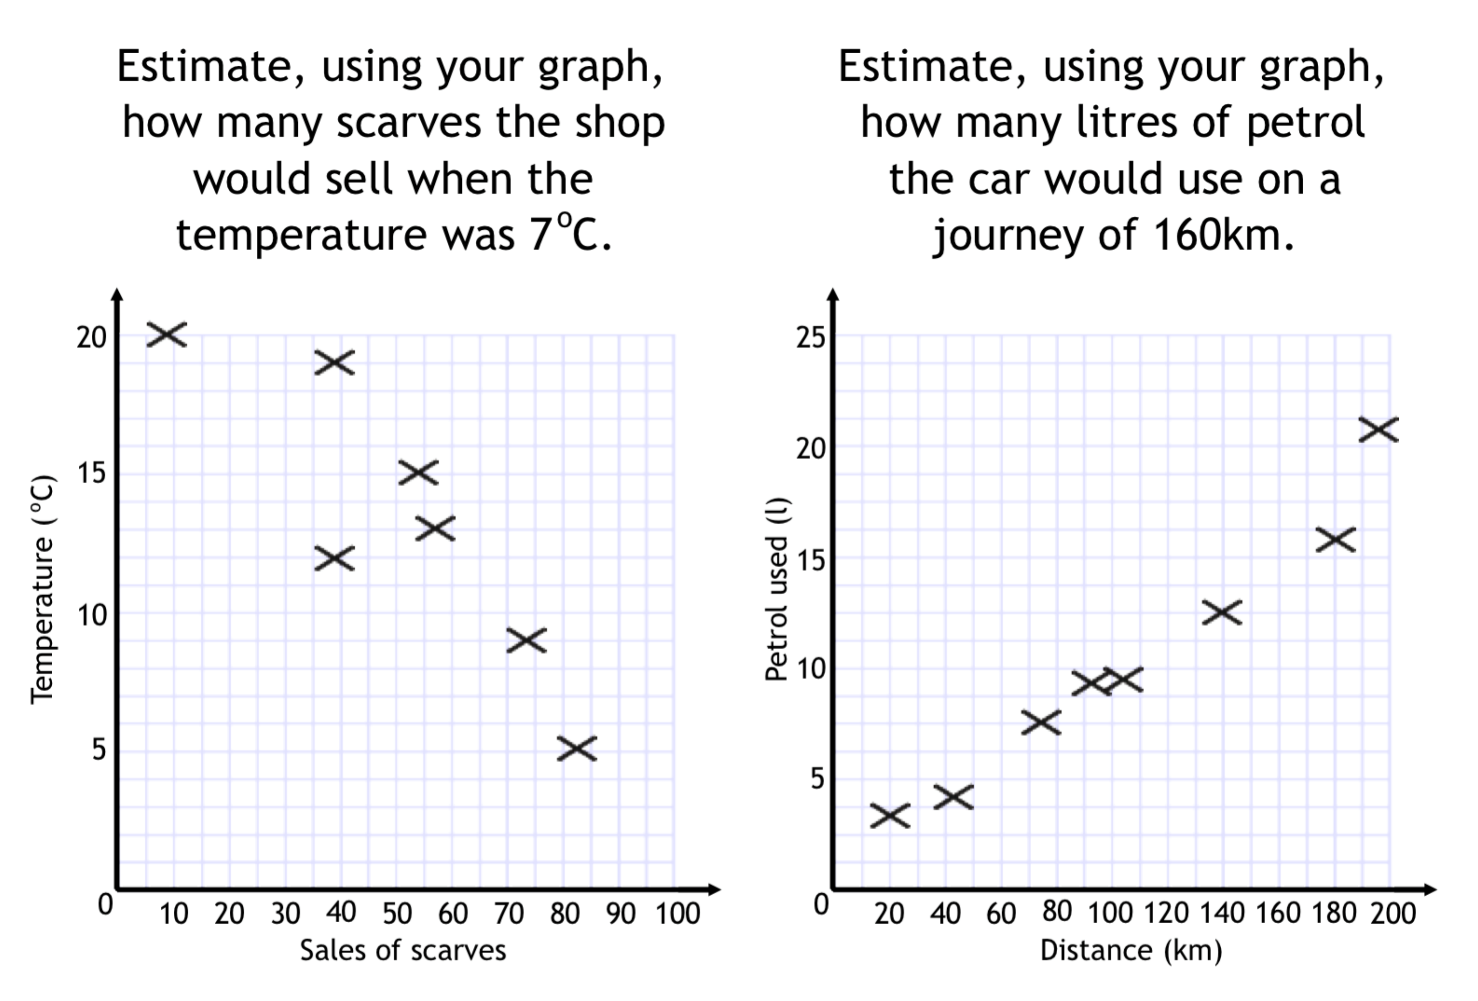 Estimate, using your graph,
how many scarves the shop
would sell when the
temperature was 7°C.
20
15
10
5
0
10 20 30 40 50 60 70 80 90 100
Temperature (°C)
Sales of scarves
Estimate, using your graph,
how many litres of petrol
the car would use on a
journey of 160km.
25
20
15
10
5
0
20 40 60 80 100 120 140 160 180 200
Petrol used (l)
Distance (km)